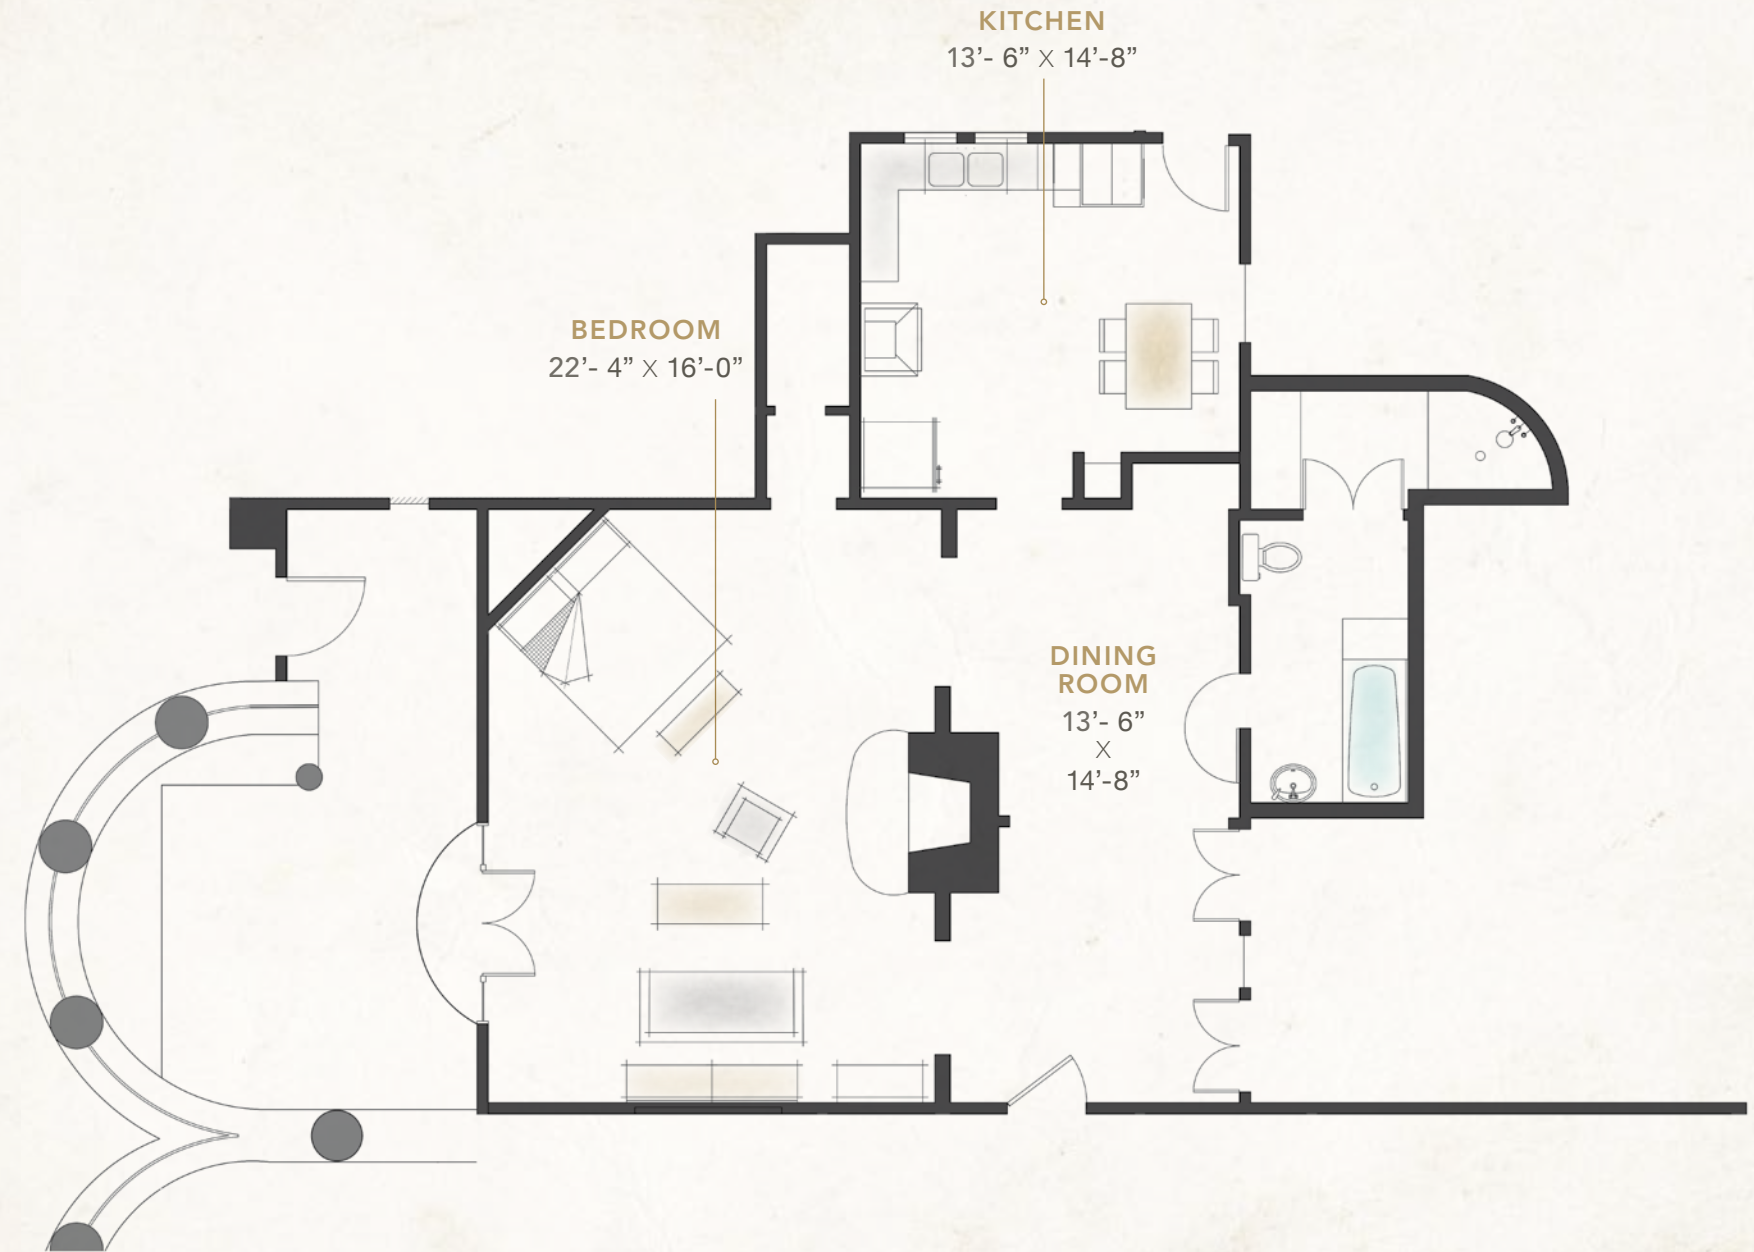 KITCHEN
13’- 6” X 14’-8”
BEDROOM
22’- 4” X 16’-0”
DINING
ROOM
13’- 6”
X
14’-8”